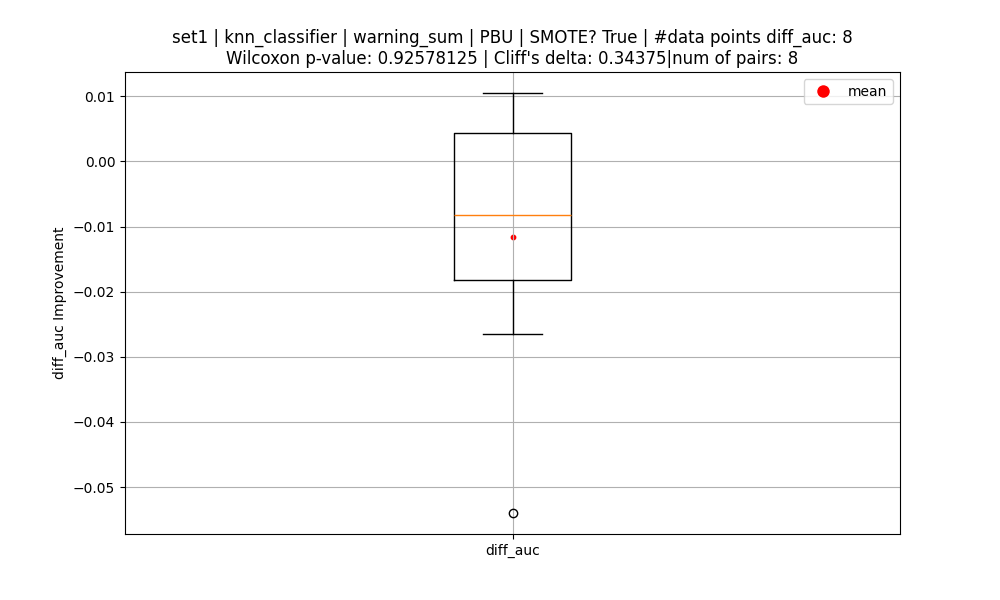 set1 | knn_classifier | warning_sum | PBU | SMOTE? True | #data points diff_auc: 8
Wilcoxon p-value: 0.92578125 | Cliff's delta: 0.34375|num of pairs: 8
mean
0.01
0.00
−0.01
−0.02
−0.03
−0.04
−0.05
diff_auc Improvement
diff_auc